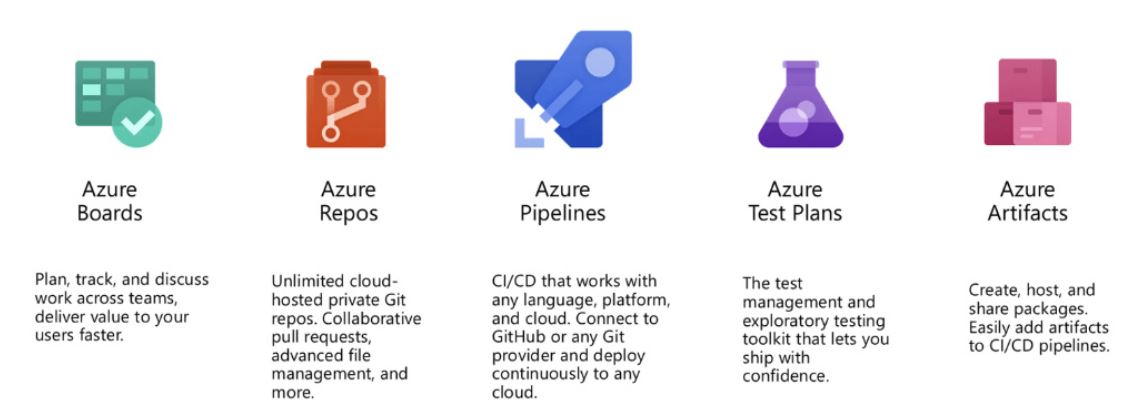 Azure
Boards
Plan, track, and discuss
work across teams,
deliver value to your
users faster.
Azure
Repos
Unlimited cloud-
hosted private Git
repos. Collaborative
pull requests,
advanced file
management, and
more.
Azure
Pipelines
CI/CD that works with
any language, platform,
and cloud. Connect to
GitHub or any Git
provider and deploy
continuously to any
cloud.
Azure
Test Plans
The test
management and
exploratory testing
toolkit that lets you
ship with
confidence.
Azure
Artifacts
Create, host, and
share packages.
Easily add artifacts
to CI/CD pipelines.